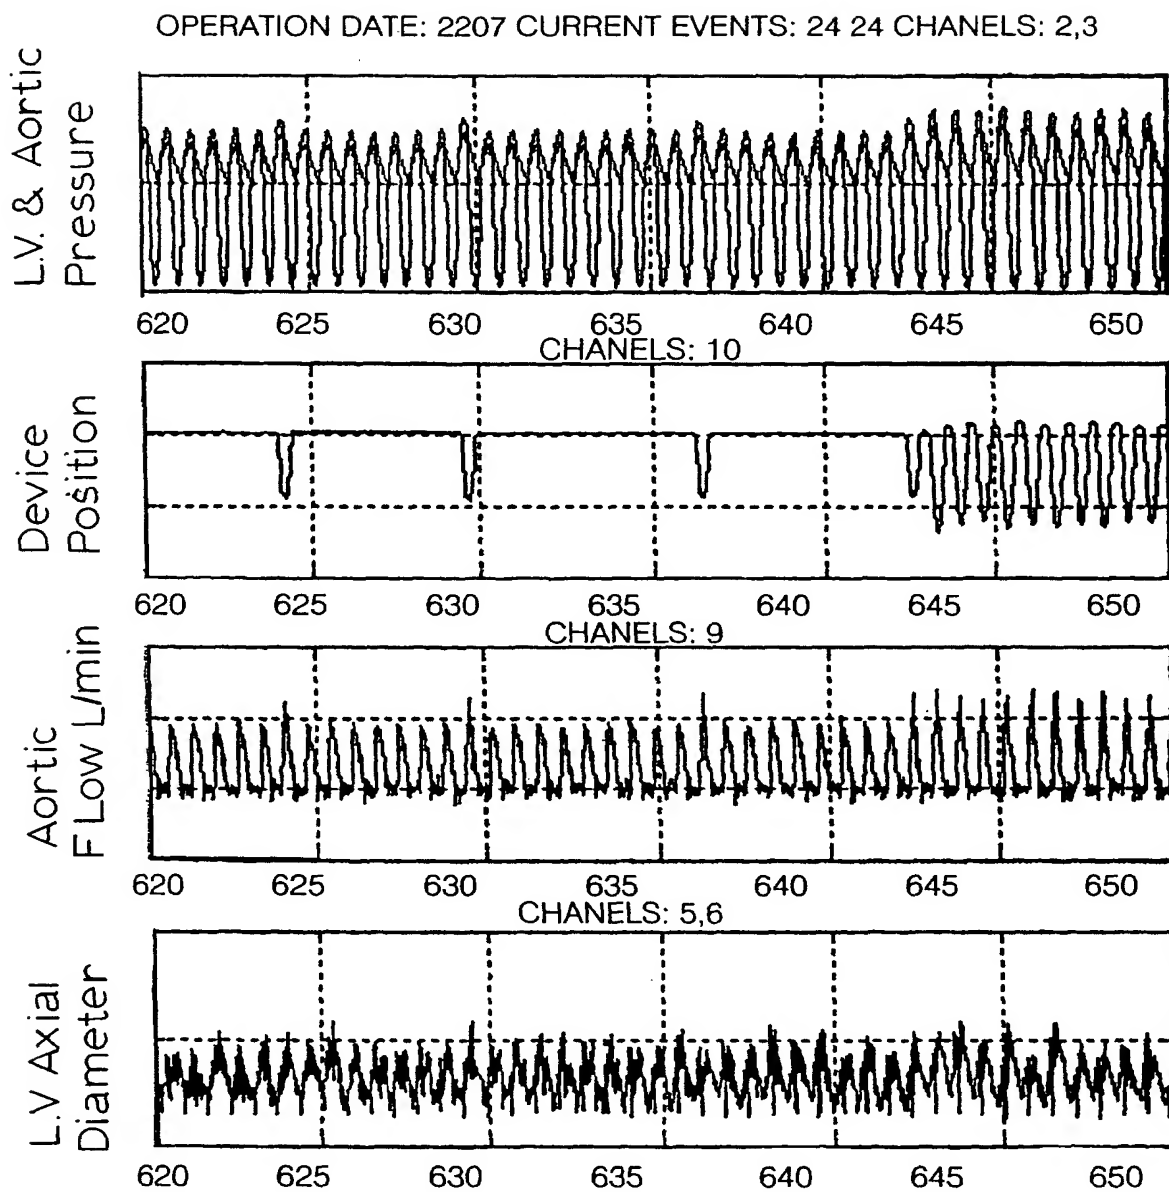 OPERATION DATE: 2207 CURRENT EVENTS: 24 24 CHANELS: 2,3
L.V. & Aortic
Pressure
620 625 630 635 640 645 650
CHANELS: 10
Device
Position
620 625 630 635 640 645 650
CHANELS: 9
Aortic
F Low L/min
620 625 630 635 640 645 650
CHANELS: 5,6
L.V Axial
Diameter
620 625 630 635 640 645 650